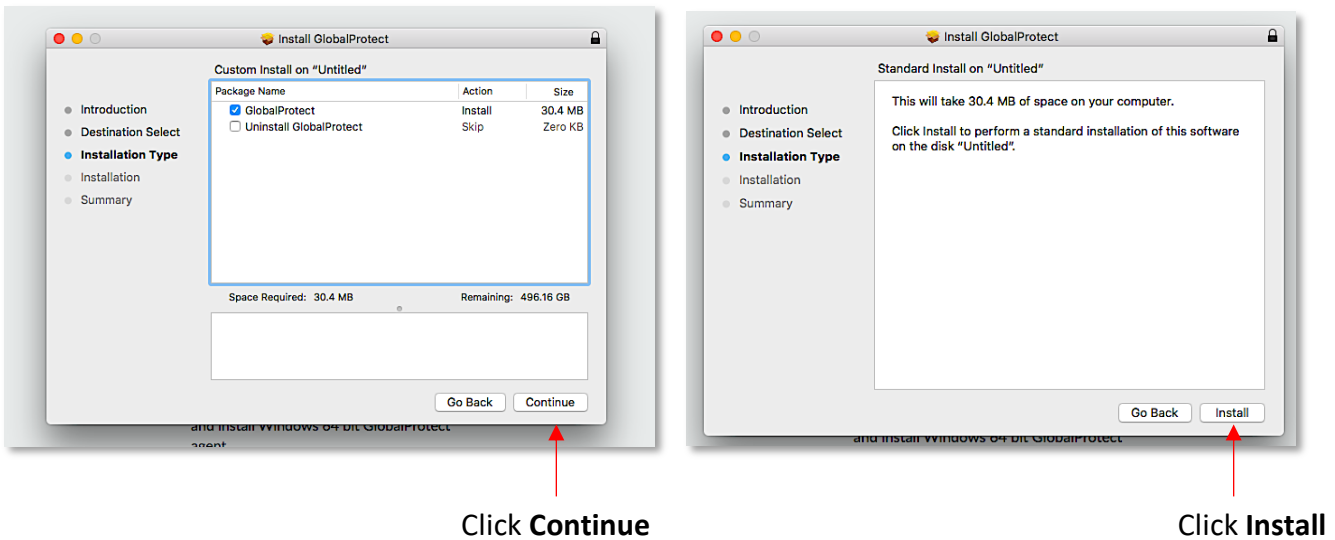 Install GlobalProtect
Custom Install on "Untitled"
Package Name Action Size
GlobalProtect Install 30.4 MB
Uninstall GlobalProtect Skip Zero KB
Introduction
Destination Select
Installation Type
Installation
Summary
Space Required: 30.4 MB Remaining: 496.16 GB
Go Back Continue
and install Windows 64 bit GlobalProtect
agent
Click Continue
Install GlobalProtect
Standard Install on "Untitled"
Introduction
Destination Select
Installation Type
Installation
Summary
This will take 30.4 MB of space on your computer.
Click Install to perform a standard installation of this software
on the disk "Untitled".
Go Back Install
and install Windows 64 bit GlobalProtect
Click Install